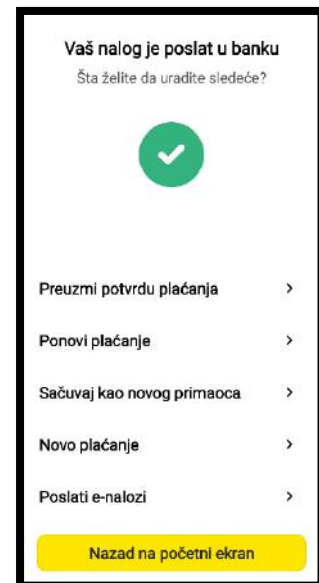 Vaš nalog je poslat u banku
Šta želite da uradite sledeće?
Preuzmi potvrdu plaćanja
Ponovi plaćanje
Sačuvaj kao novog primaoca
Novo plaćanje
Poslati e-nalozi
Nazad na početni ekran